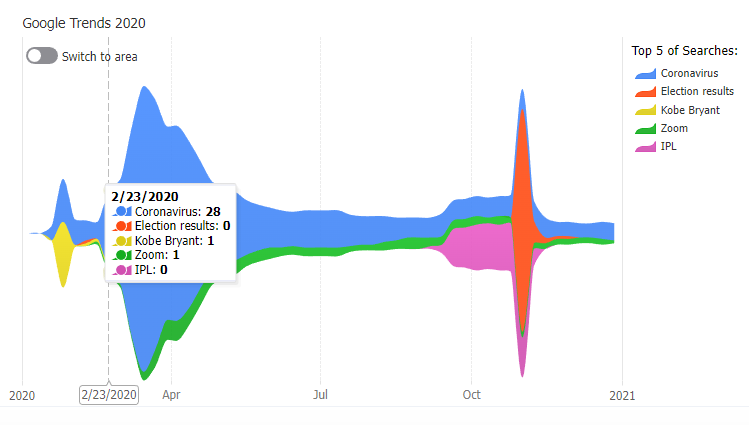 Google Trends 2020
Switch to area
Top 5 of Searches:
Coronavirus
Election results
Kobe Bryant
Zoom
IPL
2/23/2020
Coronavirus: 28
Election results: 0
Kobe Bryant: 1
Zoom: 1
IPL: 0
2020
2/23/2020
Apr
Jul
Oct
2021